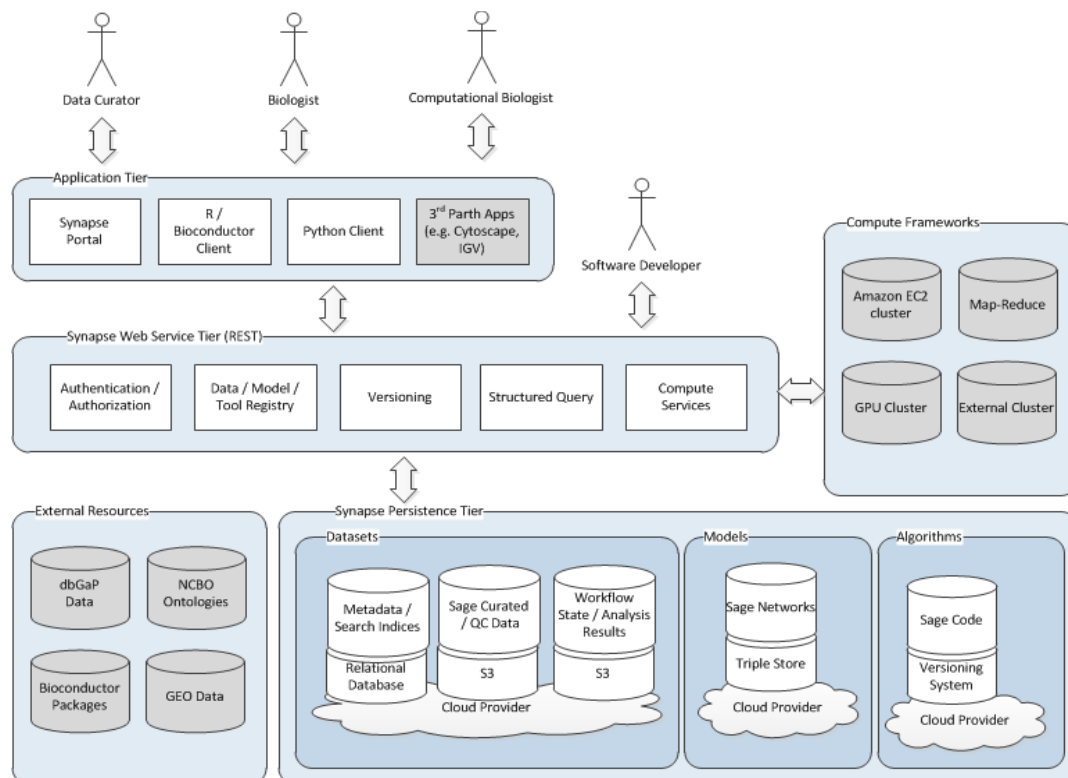 Data Curator
Biologist
Computational Biologist
Application Tier
Synapse
Portal
R /
Bioconductor
Client
Python Client
3rd Parth Apps
(e.g. Cytoscape,
IGV)
Software Developer
Compute Frameworks
Amazon EC2
cluster
Map-Reduce
GPU Cluster
External Cluster
Synapse Web Service Tier (REST)
Authentication /
Authorization
Data / Model /
Tool Registry
Versioning
Structured Query
Compute
Services
External Resources
dbGaP
Data
NCBO
Ontologies
Bioconductor
Packages
GEO Data
Synapse Persistence Tier
Datasets
Metadata /
Search Indices
Relational
Database
Sage Curated
/ QC Data
S3
Workflow
State / Analysis
Results
S3
Cloud Provider
Models
Sage Networks
Triple Store
Cloud Provider
Algorithms
Sage Code
Versioning
System
Cloud Provider